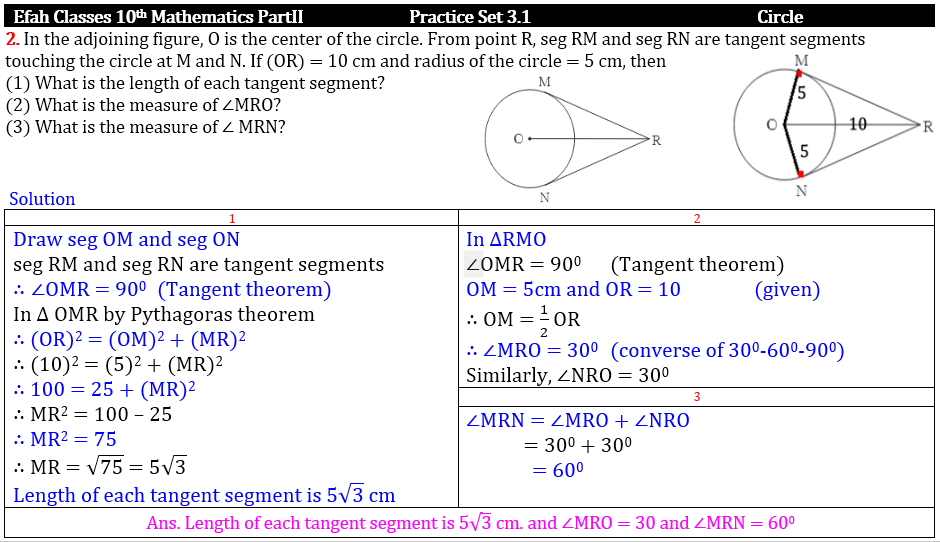 Efah Classes 10th Mathematics PartII Practice Set 3.1 Circle
2. In the adjoining figure, O is the center of the circle. From point R, seg RM and seg RN are tangent segments
touching the circle at M and N. If (OR) = 10 cm and radius of the circle = 5 cm, then
(1) What is the length of each tangent segment?
(2) What is the measure of ∠MRO?
(3) What is the measure of ∠ MRN?
M
O
R
N
M
5
O
10
R
5
N
Solution
1
Draw seg OM and seg ON
seg RM and seg RN are tangent segments
∴ ∠OMR = 90⁰ (Tangent theorem)
In Δ OMR by Pythagoras theorem
∴ (OR)² = (OM)² + (MR)²
∴ (10)² = (5)² + (MR)²
∴ 100 = 25 + (MR)²
∴ MR² = 100 – 25
∴ MR² = 75
∴ MR = √75 = 5√3
Length of each tangent segment is 5√3 cm
2
In ΔRMO
∠OMR = 90⁰ (Tangent theorem)
OM = 5cm and OR = 10 (given)
∴ OM = 1/2 OR
∴ ∠MRO = 30⁰ (converse of 30⁰-60⁰-90⁰)
Similarly, ∠NRO = 30⁰
3
∠MRN = ∠MRO + ∠NRO
= 30⁰ + 30⁰
= 60⁰
Ans. Length of each tangent segment is 5√3 cm. and ∠MRO = 30 and ∠MRN = 60⁰